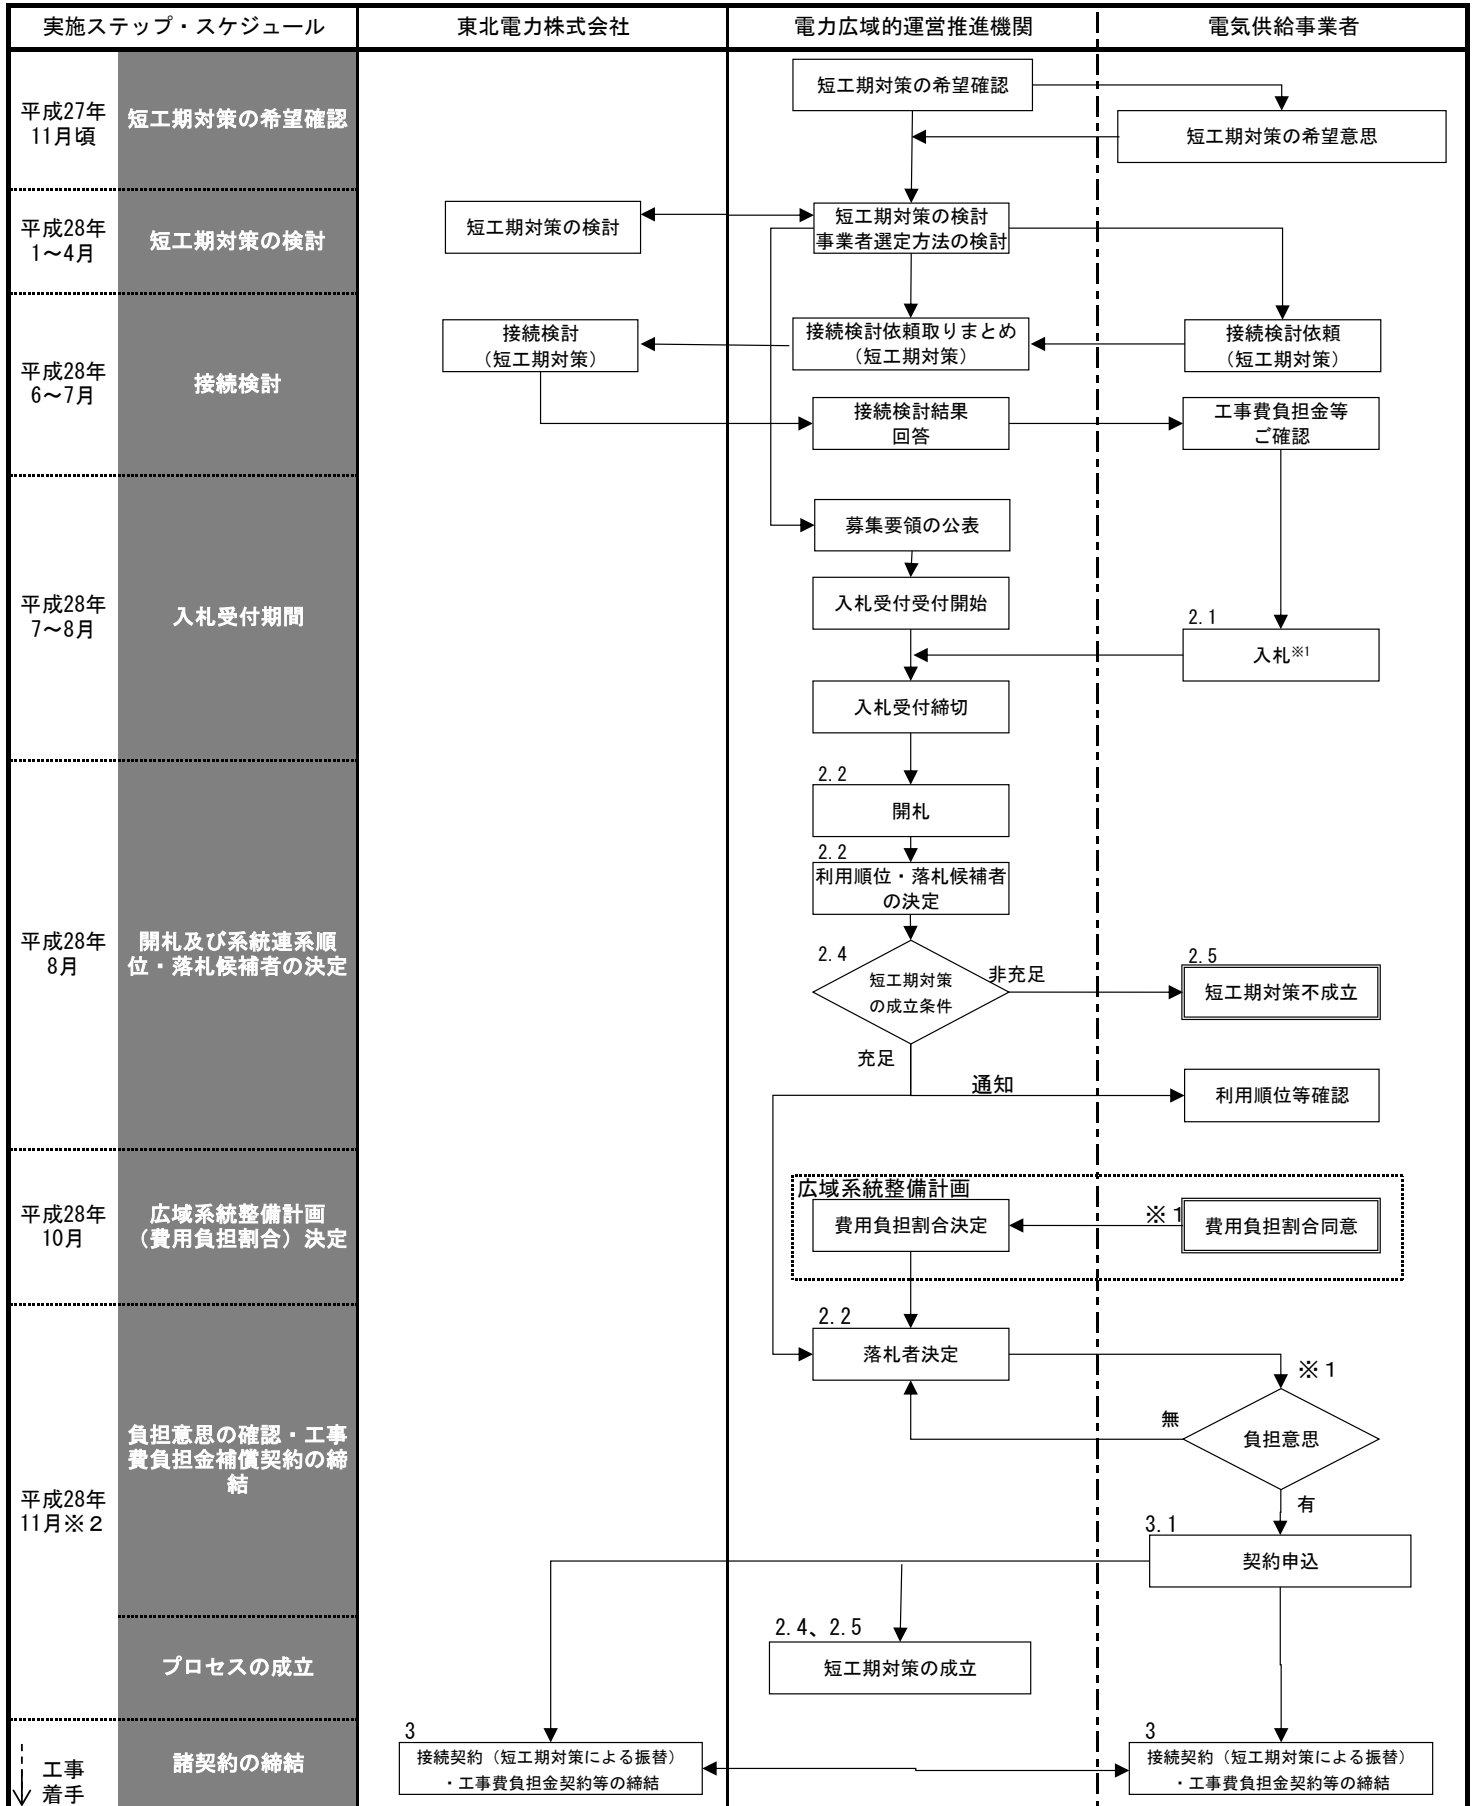 実施ステップ・スケジュール
東北電力株式会社
電力広域的運営推進機関
電気供給事業者
平成27年
11月頃
短工期対策の希望確認
短工期対策の希望確認
短工期対策の希望意思
平成28年
1～4月
短工期対策の検討
短工期対策の検討
短工期対策の検討
事業者選定方法の検討
平成28年
6～7月
接続検討
接続検討
（短工期対策）
接続検討依頼取りまとめ
（短工期対策）
接続検討依頼
（短工期対策）
接続検討結果
回答
工事費負担金等
ご確認
平成28年
7～8月
入札受付期間
募集要領の公表
入札受付受付開始
2.1
入札※1
入札受付締切
平成28年
8月
開札及び系統連系順
位・落札候補者の決定
2.2
開札
2.2
利用順位・落札候補者
の決定
2.4
短工期対策
の成立条件
非充足
2.5
短工期対策不成立
充足
通知
利用順位等確認
平成28年
10月
広域系統整備計画
（費用負担割合）決定
広域系統整備計画
費用負担割合決定
※１
費用負担割合同意
平成28年
11月※２
負担意思の確認・工事
費負担金補償契約の締
結
2.2
落札者決定
※１
無
負担意思
有
3.1
契約申込
プロセスの成立
2.4、2.5
短工期対策の成立
工事
着手
諸契約の締結
3
接続契約（短工期対策による振替）
・工事費負担金契約等の締結
3
接続契約（短工期対策による振替）
・工事費負担金契約等の締結